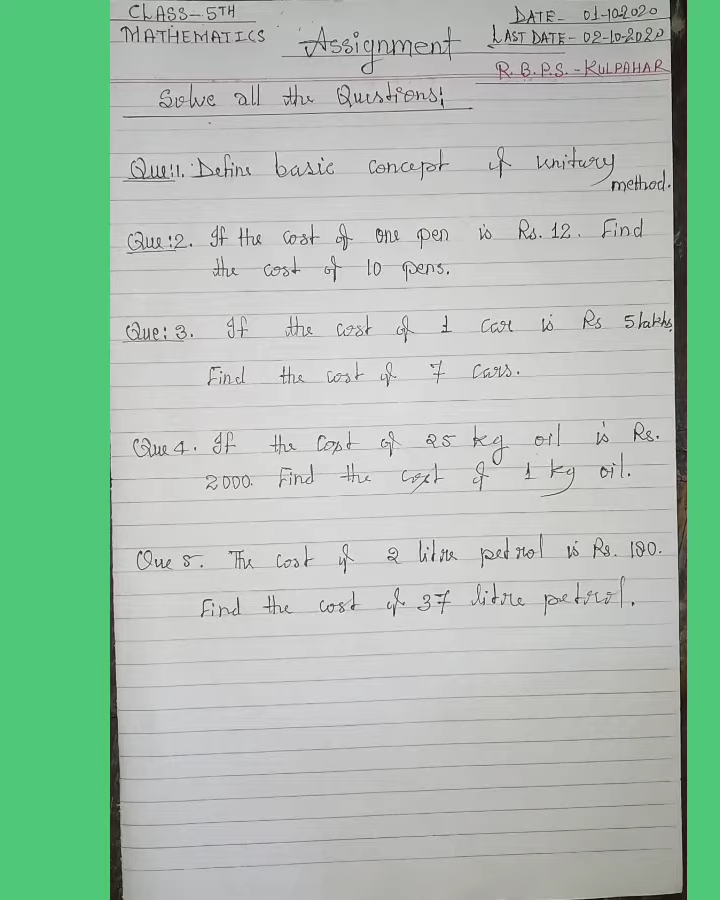 CLASS-5TH
DATE- 01-10-2020
MATHEMATICS
Assignment
LAST DATE- 02-10-2020
R.B.P.S.-KULPAHAR
Solve all the Questions;
Que:1. Define basic concept of unitary
method.
Que:2. If the cost of one pen is Rs. 12. Find
the cost of 10 pens.
Que: 3. If the cost of 1 car is Rs 5 lakhs,
Find the cost of 7 cars.
Que 4. If the cost of 25 kg oil is Rs.
2000. Find the cost of 1 kg oil.
Que 5. The cost of 2 litre petrol is Rs.
Find the cost of 37 litre petrol.